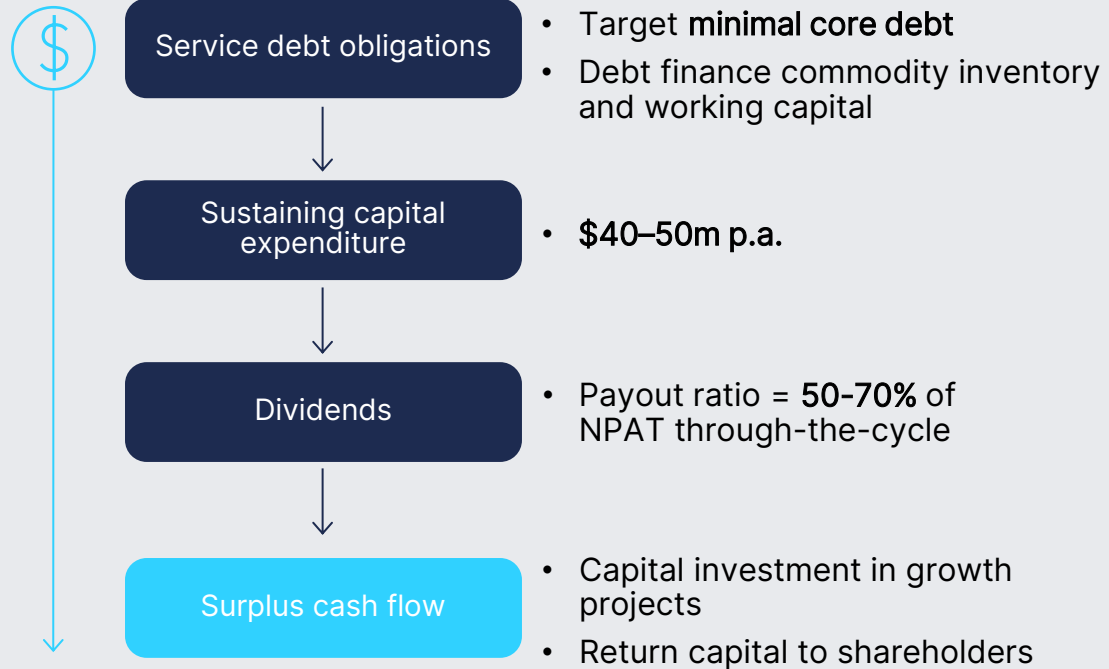 $
Service debt obligations
• Target minimal core debt
• Debt finance commodity inventory
and working capital
Sustaining capital
expenditure
• $40–50m p.a.
Dividends
• Payout ratio = 50-70% of
NPAT through-the-cycle
Surplus cash flow
• Capital investment in growth
projects
• Return capital to shareholders